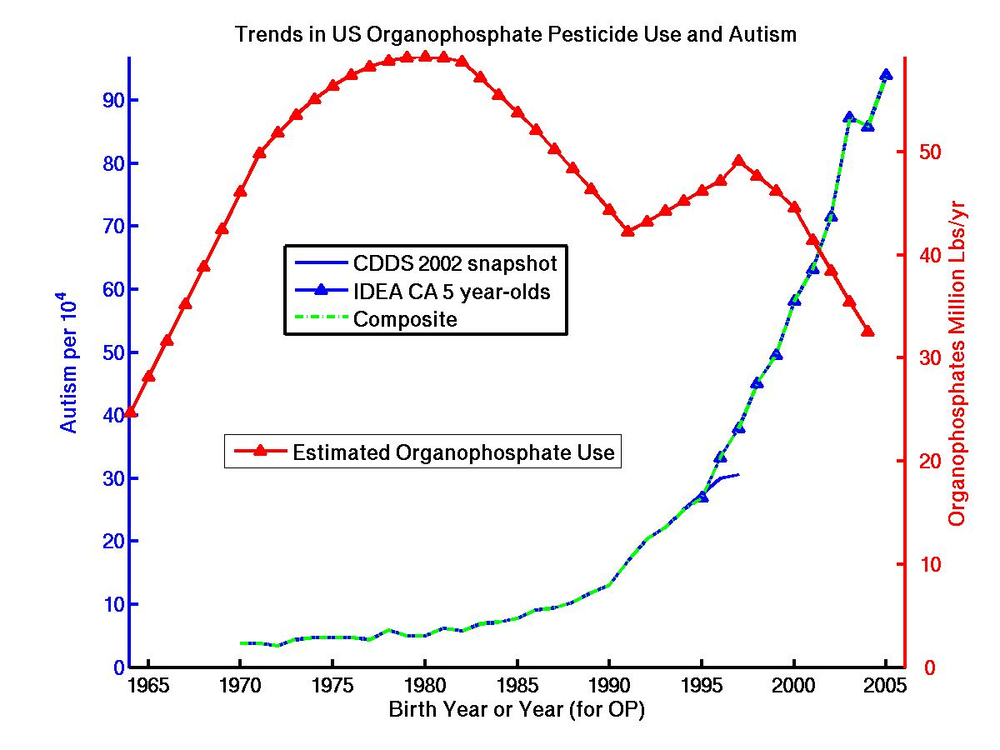 Trends in US Organophosphate Pesticide Use and Autism
Autism per 10⁴
90
80
70
60
50
40
30
20
10
0
CDDS 2002 snapshot
IDEA CA 5 year-olds
Composite
Estimated Organophosphate Use
50
40
30
20
10
0
Organophosphates Million Lbs/yr
1965 1970 1975 1980 1985 1990 1995 2000 2005
Birth Year or Year (for OP)